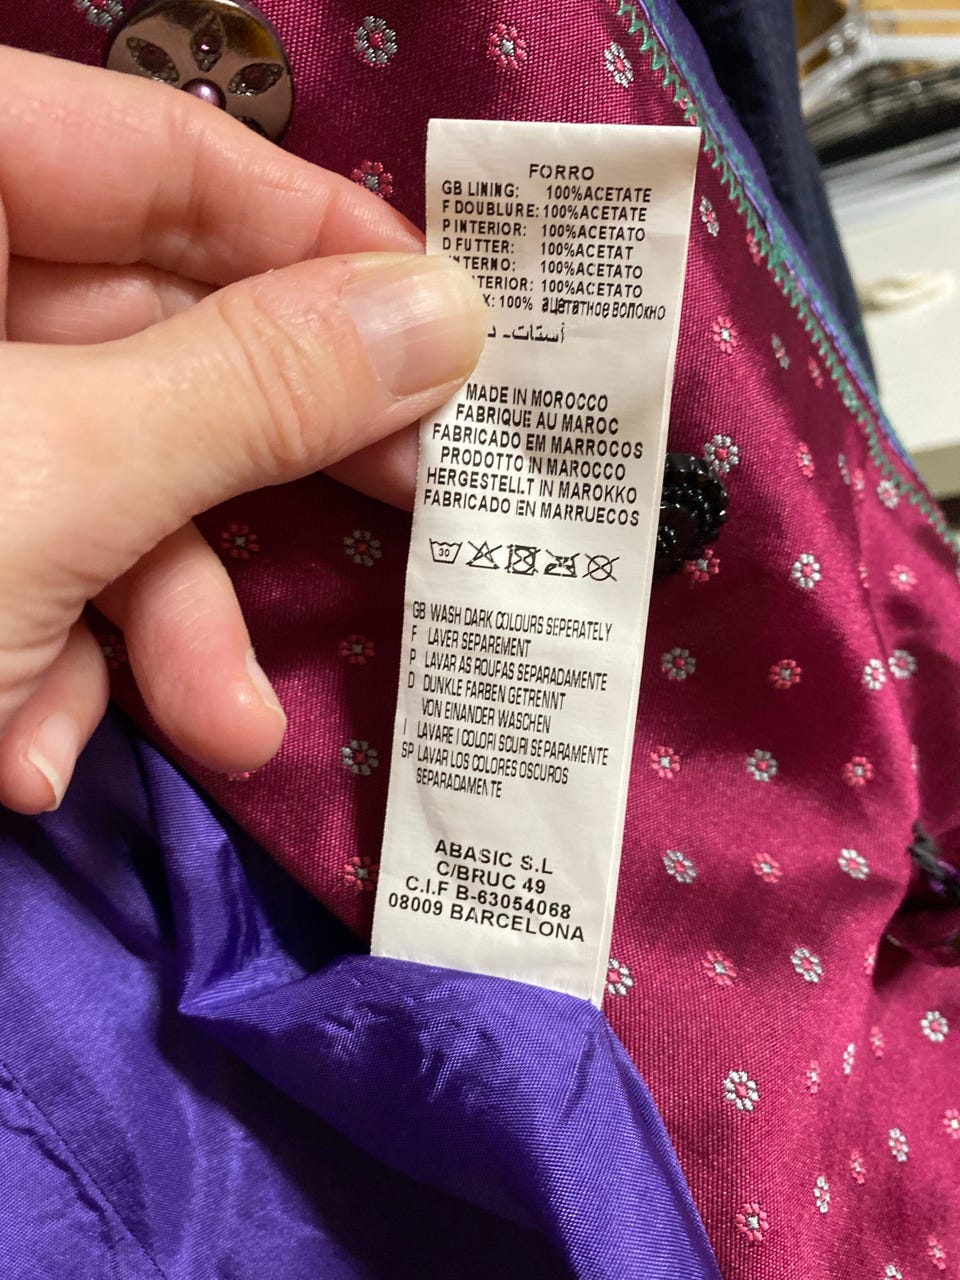 FORRO
GB LINING: 100%ACETATE
F DOUBLURE: 100%ACETATE
P INTERIOR: 100%ACETATO
D FUTTER: 100%ACETAT
NTERNO: 100%ACETATO
TERIOR: 100%ACETATO
X: 100% ацетатное волокно
أستات-
MADE IN MOROCCO
FABRIQUE AU MAROC
FABRICADO EM MARROCOS
PRODOTTO IN MAROCCO
HERGESTELLT IN MAROKKO
FABRICADO EN MARRUECOS
30
GB WASH DARK COLOURS SEPERATELY
F LAVER SEPAREMENT
P LAVAR AS ROUPAS SEPARADAMENTE
D DUNKLE FARBEN GETRENNT
VON EINANDER WASCHEN
I LAVARE I COLORI SCURI SEPARAMENTE
SP LAVAR LOS COLORES OSCUROS
SEPARADAMENTE
ABASIC S.L
C/BRUC 49
C.I.F B-63054068
08009 BARCELONA